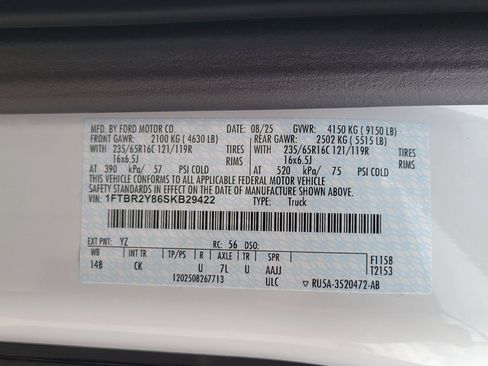 MFD. BY FORD MOTOR CO. DATE: 08/25 GVWR: 4150 KG ( 9150 LB)
FRONT GAWR: 2100 KG ( 4630 LB) REAR GAWR: 2502 KG ( 5515 LB)
WITH 235/65R16C 121/119R TIRES WITH 235/65R16C 121/119R TIRES
16x6.5J RIMS 16x6.5J RIMS
AT 390 kPa/ 57 PSI COLD AT 520 kPa/ 75 PSI COLD
THIS VEHICLE CONFORMS TO ALL APPLICABLE FEDERAL MOTOR VEHICLE
SAFETY STANDARDS IN EFFECT ON THE DATE OF MANUFACTURE SHOWN ABOVE.
VIN: 1FTBR2Y86SKB29422 TYPE: Truck
EXT PNT: YZ RC: 56 DSO:
WB INT TR TP/PS R AXLE TR SPR F1158
148 CK U 7L U AAJJ T2153
1202508267713 ULC ▽ RU5A-3520472-AB